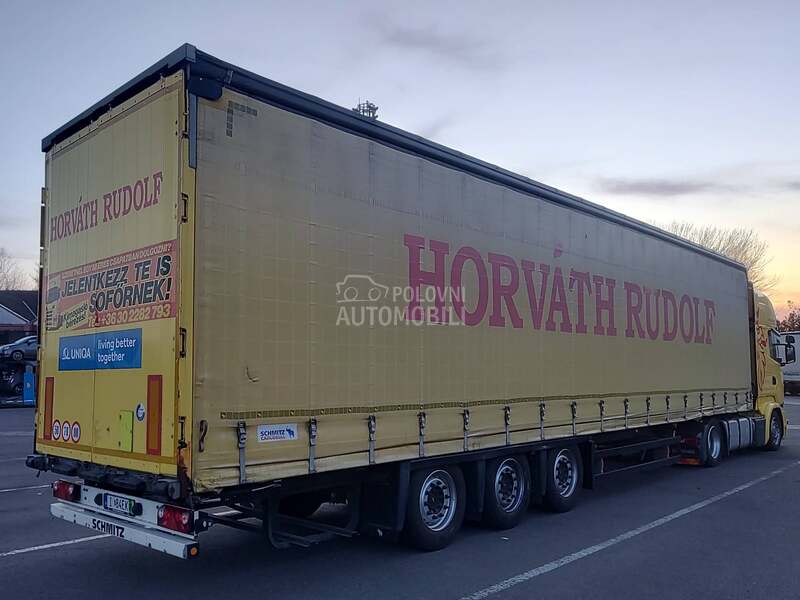 HORVÁTH RUDOLF
JELENTKEZZ TE IS
SOFŐRNEK!
+36 30 2282 793
UNIQA
living better
together
SCHMITZ
CARGOBULL
SCHMITZ
HORVÁTH RUDOLF
POLOVNI
AUTOMOBILI